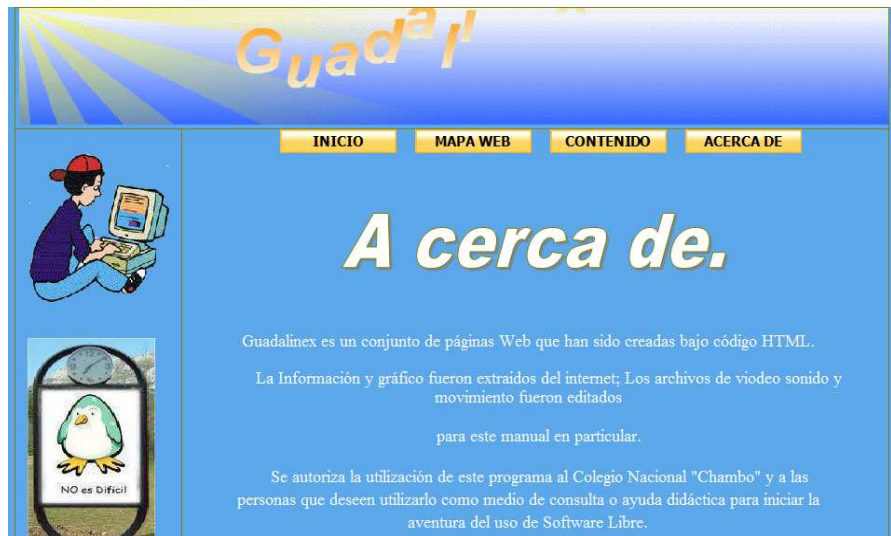 Guadall
INICIO
MAPA WEB
CONTENIDO
ACERCA DE
A cerca de.
Guadalinex es un conjunto de páginas Web que han sido creadas bajo código HTML.
La Información y gráfico fueron extraídos del internet; Los archivos de viodeo sonido y
movimiento fueron editados
para este manual en particular.
Se autoriza la utilización de este programa al Colegio Nacional "Chambo" y a las
personas que deseen utilizarlo como medio de consulta o ayuda didáctica para iniciar la
aventura del uso de Software Libre.
NO es Difícil